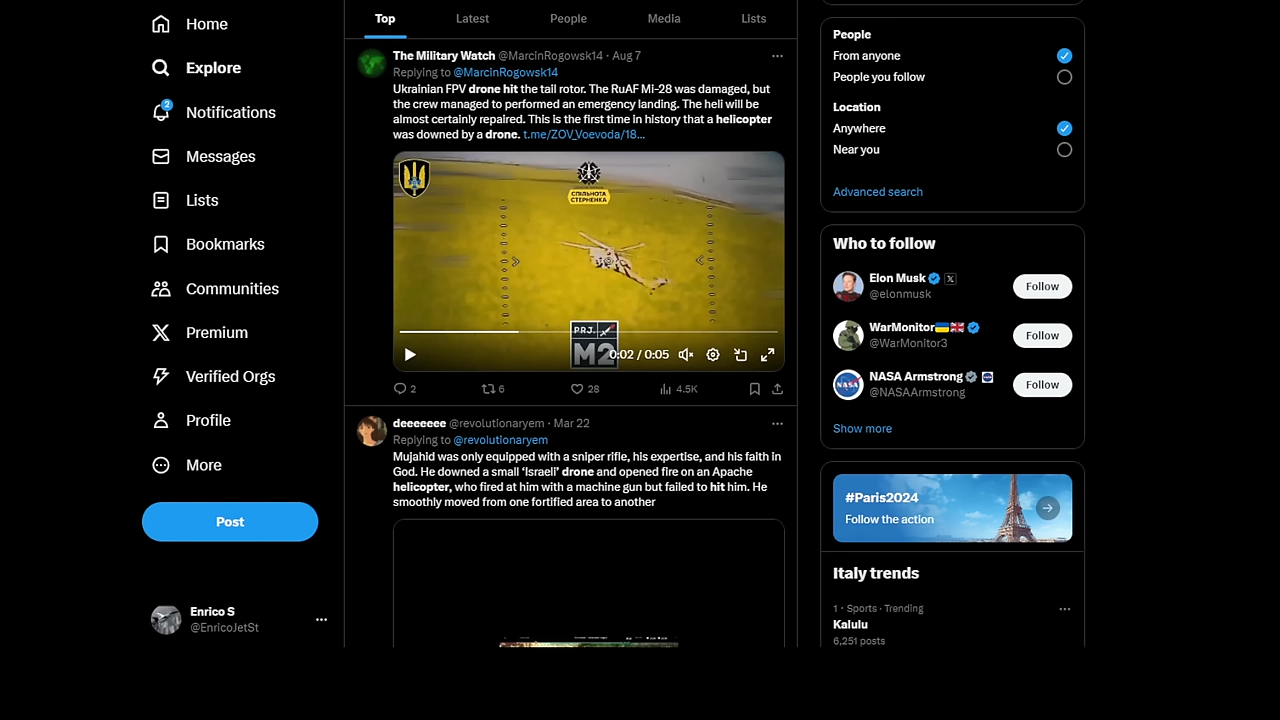 Home
Explore
2
Notifications
Messages
Lists
Bookmarks
Communities
Premium
Verified Orgs
Profile
More
Post
Enrico S
@EnricoJetSt
Top Latest People Media Lists
The Military Watch @MarcinRogowsk14 · Aug 7
Replying to @MarcinRogowsk14
Ukrainian FPV drone hit the tail rotor. The RuAF Mi-28 was damaged, but
the crew managed to performed an emergency landing. The heli will be
almost certainly repaired. This is the first time in history that a helicopter
was downed by a drone. t.me/ZOV_Voevoda/18...
СПІЛЬНОТА
СТЕРНЕНКА
PRJ.
M2
0:02 / 0:05
2 6 28 4.5K
deeeeeee @revolutionaryem · Mar 22
Replying to @revolutionaryem
Mujahid was only equipped with a sniper rifle, his expertise, and his faith in
God. He downed a small ‘Israeli’ drone and opened fire on an Apache
helicopter, who fired at him with a machine gun but failed to hit him. He
smoothly moved from one fortified area to another
People
From anyone
People you follow
Location
Anywhere
Near you
Advanced search
Who to follow
Elon Musk
@elonmusk
Follow
WarMonitor
@WarMonitor3
Follow
NASA
NASA Armstrong
@NASAArmstrong
Follow
Show more
#Paris2024
Follow the action
Italy trends
1 · Sports · Trending
Kalulu
6,251 posts